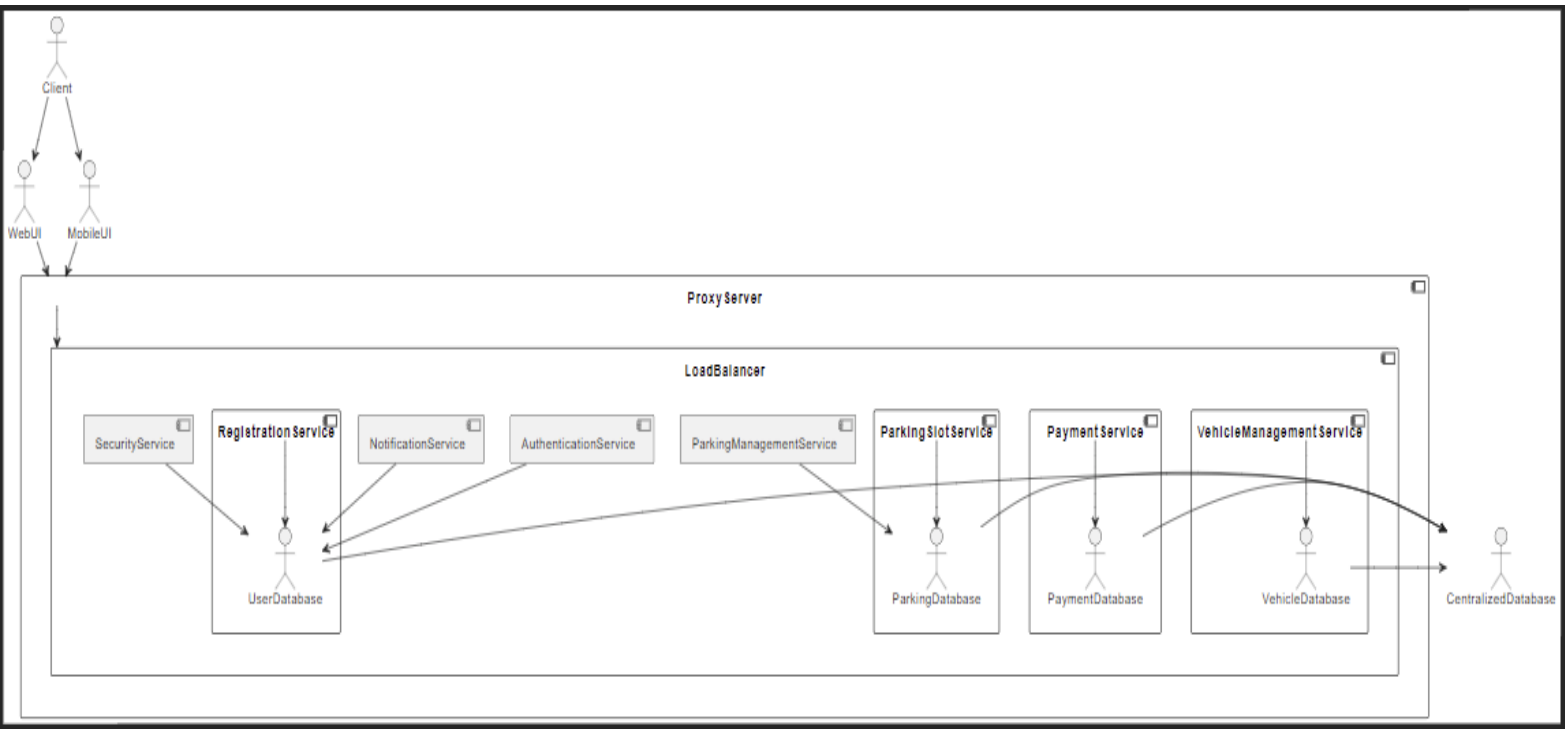 Client
WebUI
MobileUI
ProxyServer
LoadBalancer
SecurityService
RegistrationService
NotificationService
AuthenticationService
ParkingManagementService
ParkingSlotService
PaymentService
VehicleManagementService
UserDatabase
ParkingDatabase
PaymentDatabase
VehicleDatabase
CentralizedDatabase